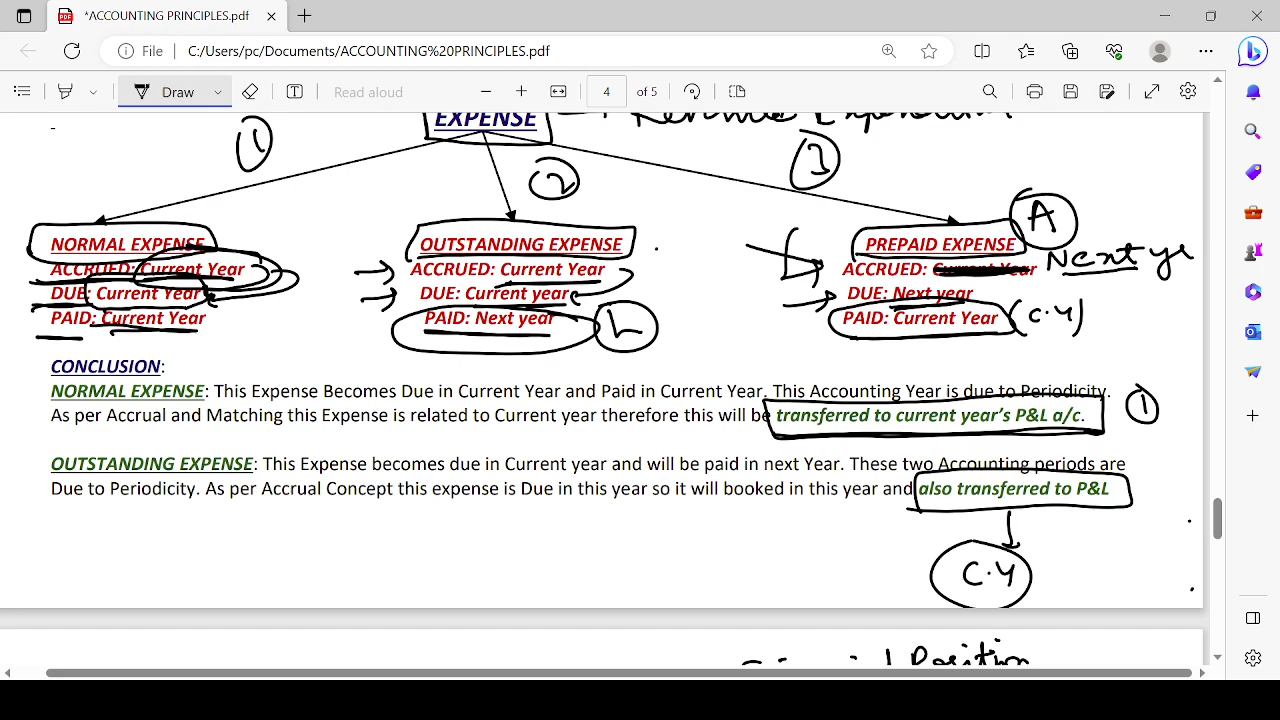 *ACCOUNTING PRINCIPLES.pdf
File C:/Users/pc/Documents/ACCOUNTING%20PRINCIPLES.pdf
Draw Read aloud 4 of 5
EXPENSE
1 2 3
A
NORMAL EXPENSE OUTSTANDING EXPENSE PREPAID EXPENSE
ACCRUED: Current Year ACCRUED: Current Year ACCRUED: Current Year Next ye
DUE: Current Year DUE: Current year DUE: Next year
PAID: Current Year PAID: Next year L PAID: Current Year (C.Y)
CONCLUSION:
NORMAL EXPENSE: This Expense Becomes Due in Current Year and Paid in Current Year. This Accounting Year is due to Periodicity.
As per Accrual and Matching this Expense is related to Current year therefore this will be transferred to current year's P&L a/c. 1
OUTSTANDING EXPENSE: This Expense becomes due in Current year and will be paid in next Year. These two Accounting periods are
Due to Periodicity. As per Accrual Concept this expense is Due in this year so it will booked in this year and also transferred to P&L
C.Y
Position